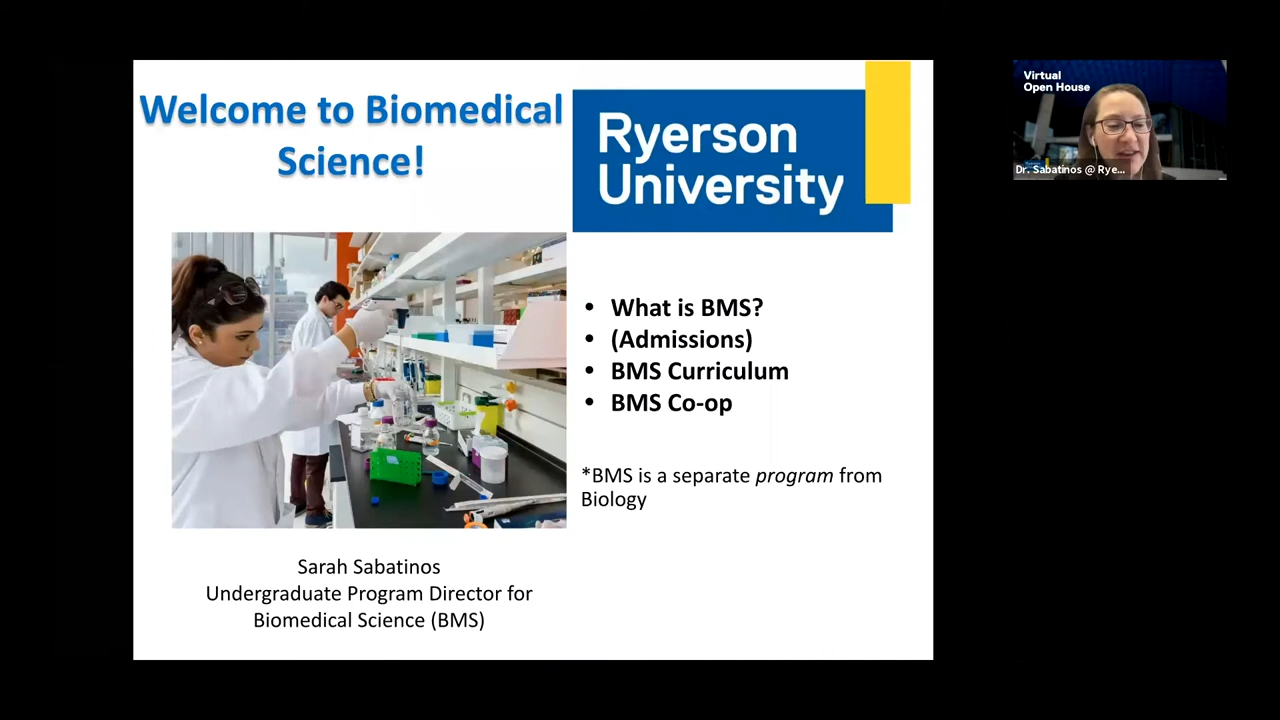 Welcome to Biomedical
Science!
Ryerson
University
• What is BMS?
• (Admissions)
• BMS Curriculum
• BMS Co-op
*BMS is a separate program from
Biology
Sarah Sabatinos
Undergraduate Program Director for
Biomedical Science (BMS)
Virtual
Open House
Dr. Sabatinos @ Rye...